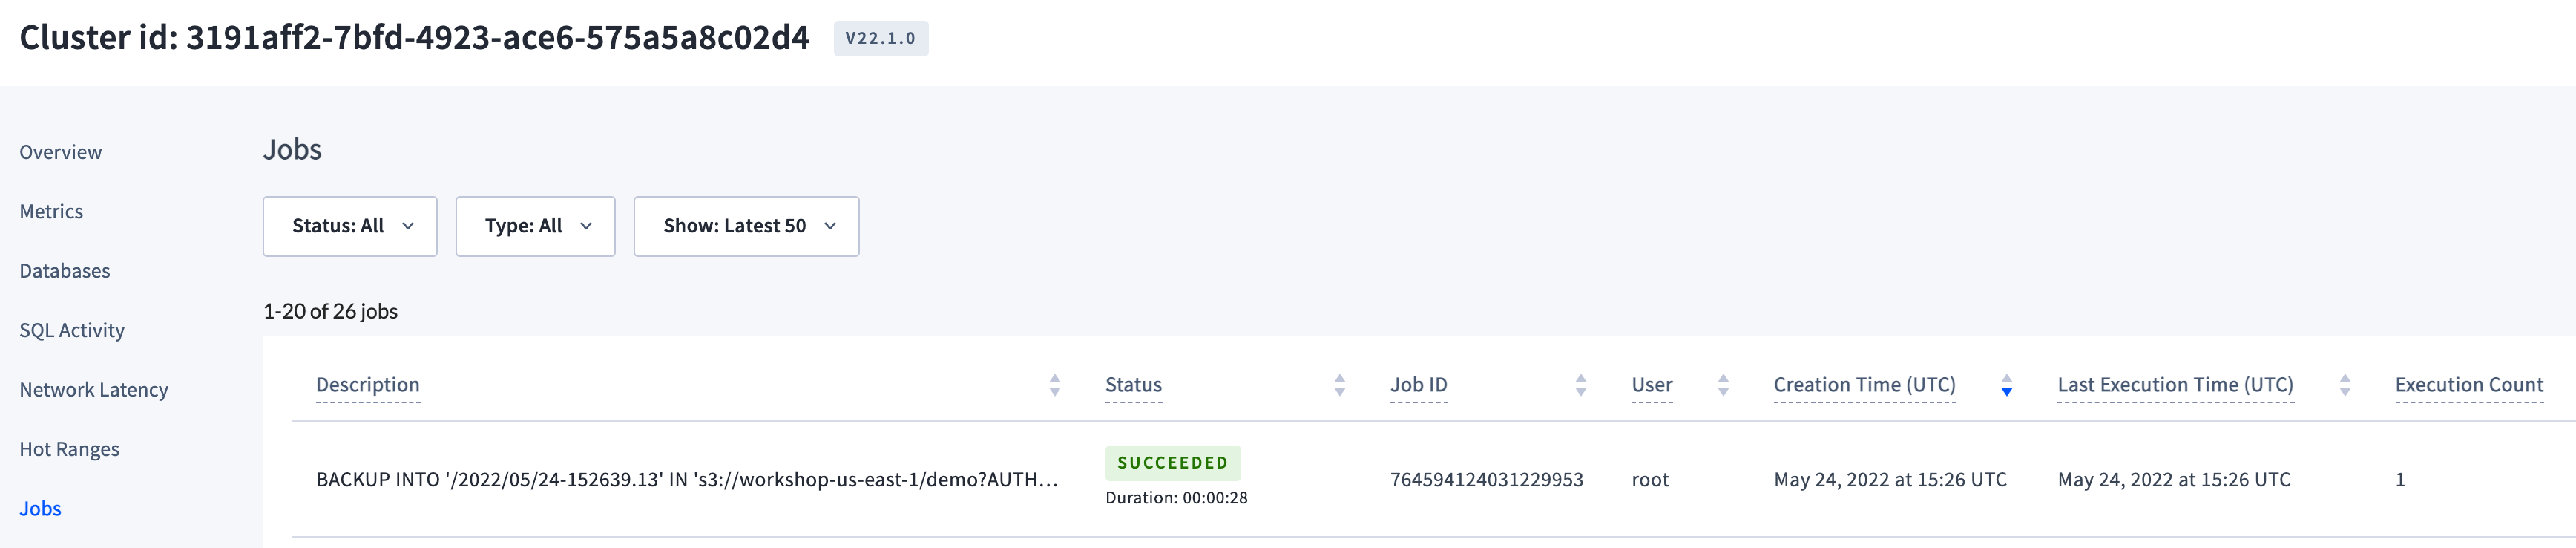 Cluster id: 3191aff2-7bfd-4923-ace6-575a5a8c02d4 V22.1.0
Overview
Metrics
Databases
SQL Activity
Network Latency
Hot Ranges
Jobs
Jobs
Status: All Type: All Show: Latest 50
1-20 of 26 jobs
Description Status Job ID User Creation Time (UTC) Last Execution Time (UTC) Execution Count
BACKUP INTO '/2022/05/24-152639.13' IN 's3://workshop-us-east-1/demo?AUTH... SUCCEEDED 764594124031229953 root May 24, 2022 at 15:26 UTC May 24, 2022 at 15:26 UTC 1
Duration: 00:00:28